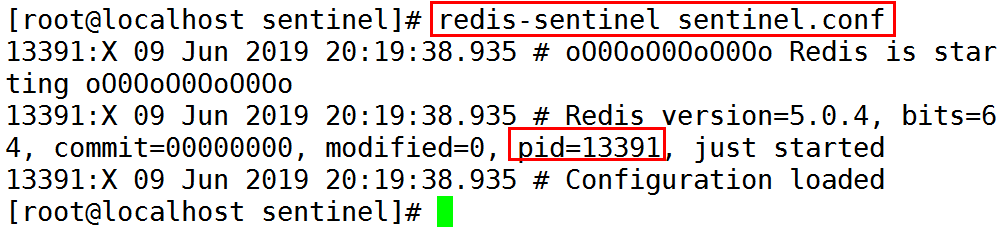 [root@localhost sentinel]# redis-sentinel sentinel.conf
13391:X 09 Jun 2019 20:19:38.935 # oO0OoO0OoO0Oo Redis is star
ting oO0OoO0OoO0Oo
13391:X 09 Jun 2019 20:19:38.935 # Redis version=5.0.4, bits=6
4, commit=00000000, modified=0, pid=13391, just started
13391:X 09 Jun 2019 20:19:38.935 # Configuration loaded
[root@localhost sentinel]#